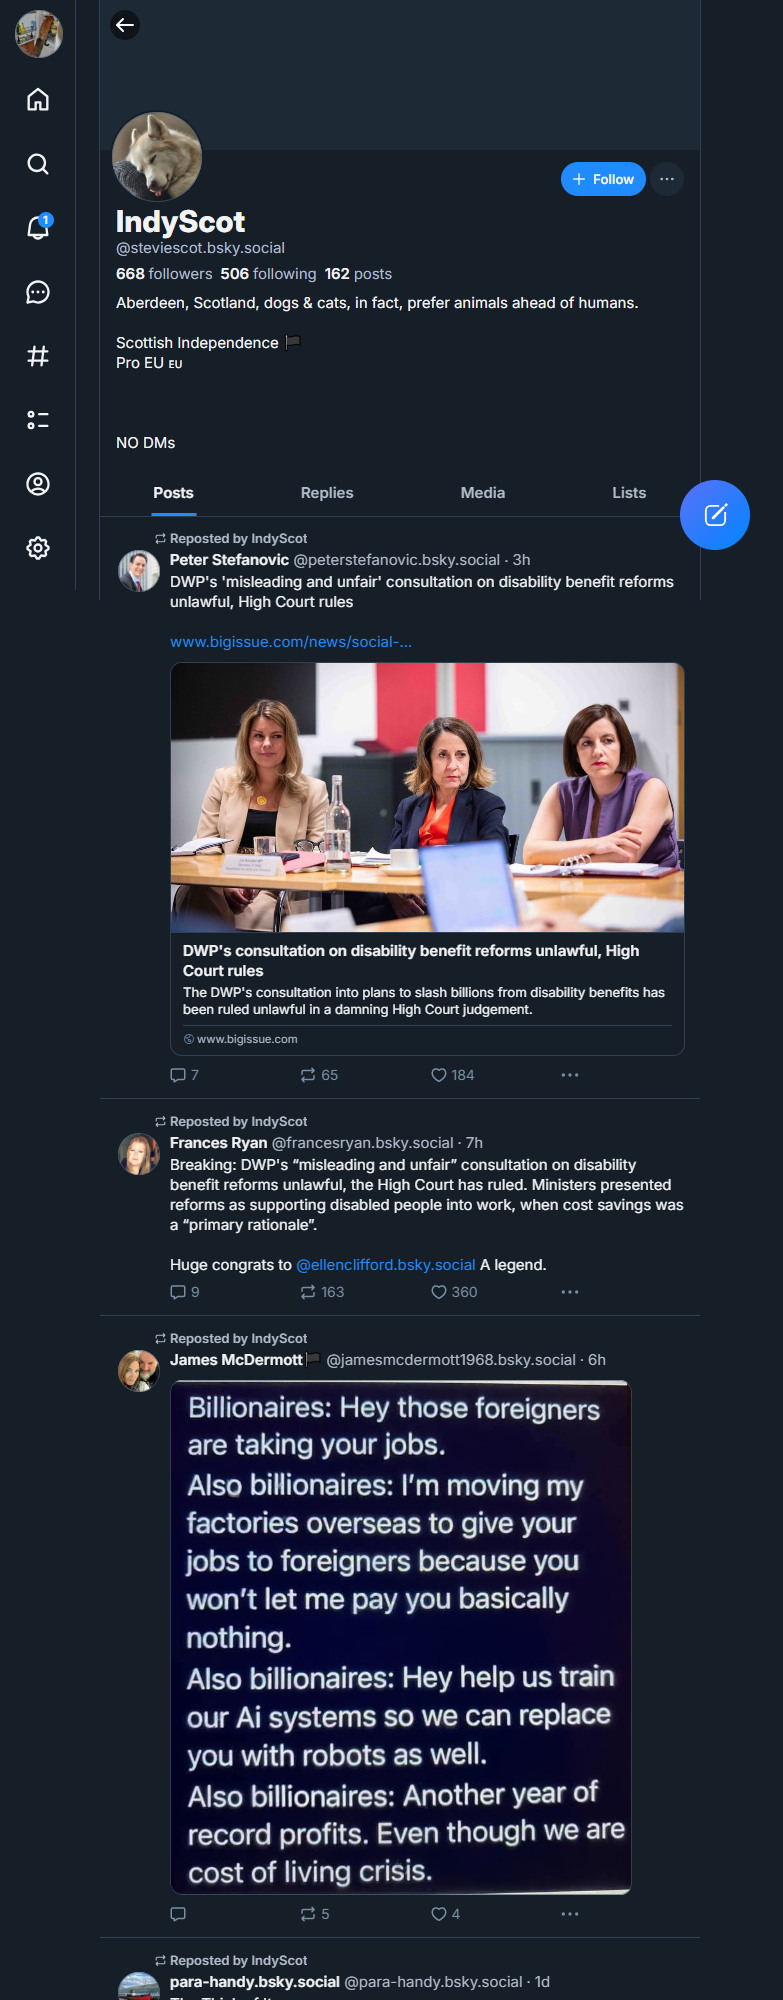 1
Follow
IndyScot
@steviescot.bsky.social
668 followers 506 following 162 posts
Aberdeen, Scotland, dogs & cats, in fact, prefer animals ahead of humans.
Scottish Independence 🏴
Pro EU EU
NO DMs
Posts Replies Media Lists
Reposted by IndyScot
Peter Stefanovic @peterstefanovic.bsky.social · 3h
DWP's 'misleading and unfair' consultation on disability benefit reforms
unlawful, High Court rules
www.bigissue.com/news/social-...
DWP's consultation on disability benefit reforms unlawful, High
Court rules
The DWP's consultation into plans to slash billions from disability benefits has
been ruled unlawful in a damning High Court judgement.
www.bigissue.com
7 65 184
Reposted by IndyScot
Frances Ryan @francesryan.bsky.social · 7h
Breaking: DWP's “misleading and unfair” consultation on disability
benefit reforms unlawful, the High Court has ruled. Ministers presented
reforms as supporting disabled people into work, when cost savings was
a “primary rationale”.
Huge congrats to @ellenclifford.bsky.social A legend.
9 163 360
Reposted by IndyScot
James McDermott🏴 @jamesmcdermott1968.bsky.social · 6h
Billionaires: Hey those foreigners
are taking your jobs.
Also billionaires: I’m moving my
factories overseas to give your
jobs to foreigners because you
won’t let me pay you basically
nothing.
Also billionaires: Hey help us train
our Ai systems so we can replace
you with robots as well.
Also billionaires: Another year of
record profits. Even though we are
cost of living crisis.
5 4
Reposted by IndyScot
para-handy.bsky.social @para-handy.bsky.social · 1d